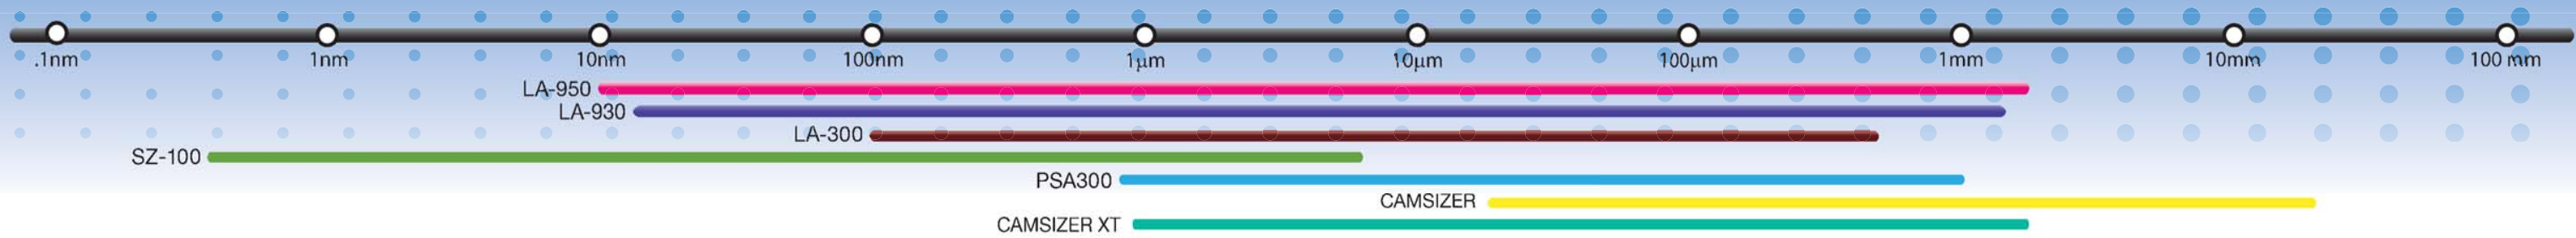 .1nm 1nm 10nm 100nm 1µm 10µm 100µm 1mm 10mm 100 mm
LA-950
LA-930
LA-300
SZ-100
PSA300
CAMSIZER
CAMSIZER XT